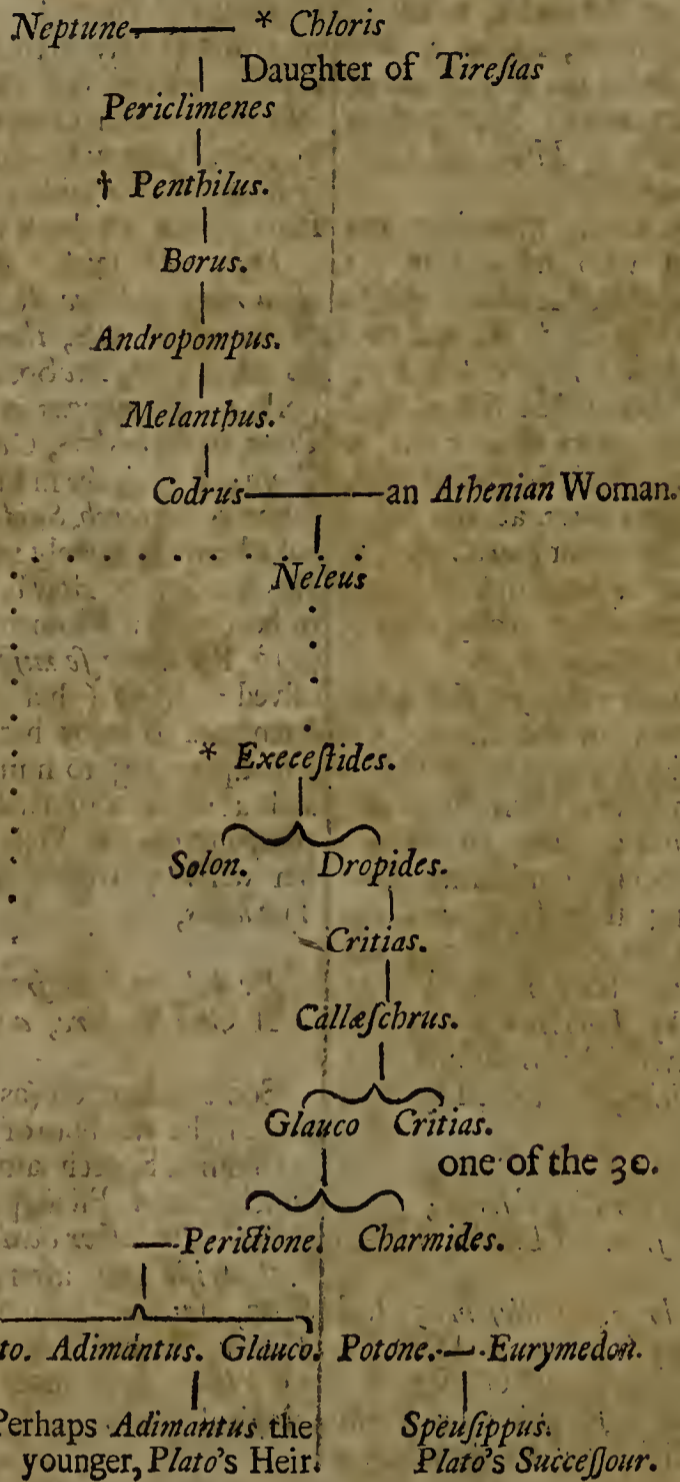 Neptune—— * Chloris
Daughter of Tireſias
Periclimenes
† Penthilus.
Borus.
Andropompus.
Melanthus.
Codrus———an Athenian Woman.
Neleus
* Execeſtides.
Solon. Dropides.
Critias.
Callæſchrus.
Glauco Critias.
one of the 30.
—Perictione. Charmides.
to. Adimantus. Glauco. Potone.—Eurymedon.
Perhaps Adimantus the
younger, Plato's Heir.
Speuſippus.
Plato's Succeſſour.